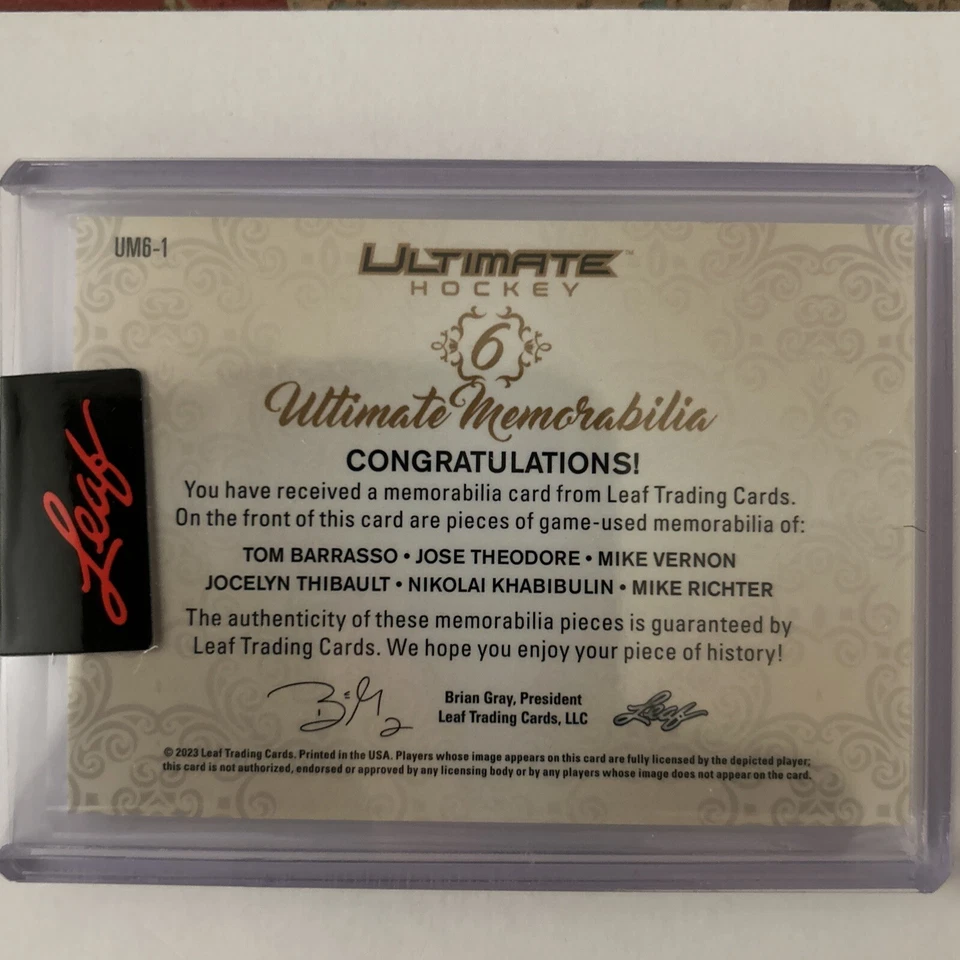 UM6-1
ULTIMATE™
HOCKEY
6
Ultimate Memorabilia
CONGRATULATIONS!
You have received a memorabilia card from Leaf Trading Cards.
On the front of this card are pieces of game-used memorabilia of:
TOM BARRASSO • JOSE THEODORE • MIKE VERNON
JOCELYN THIBAULT • NIKOLAI KHABIBULIN • MIKE RICHTER
The authenticity of these memorabilia pieces is guaranteed by
Leaf Trading Cards. We hope you enjoy your piece of history!
Brian Gray, President
Leaf Trading Cards, LLC
Leaf
© 2023 Leaf Trading Cards. Printed in the USA. Players whose image appears on this card are fully licensed by the depicted player;
this card is not authorized, endorsed or approved by any licensing body or by any players whose image does not appear on the card.
Leaf